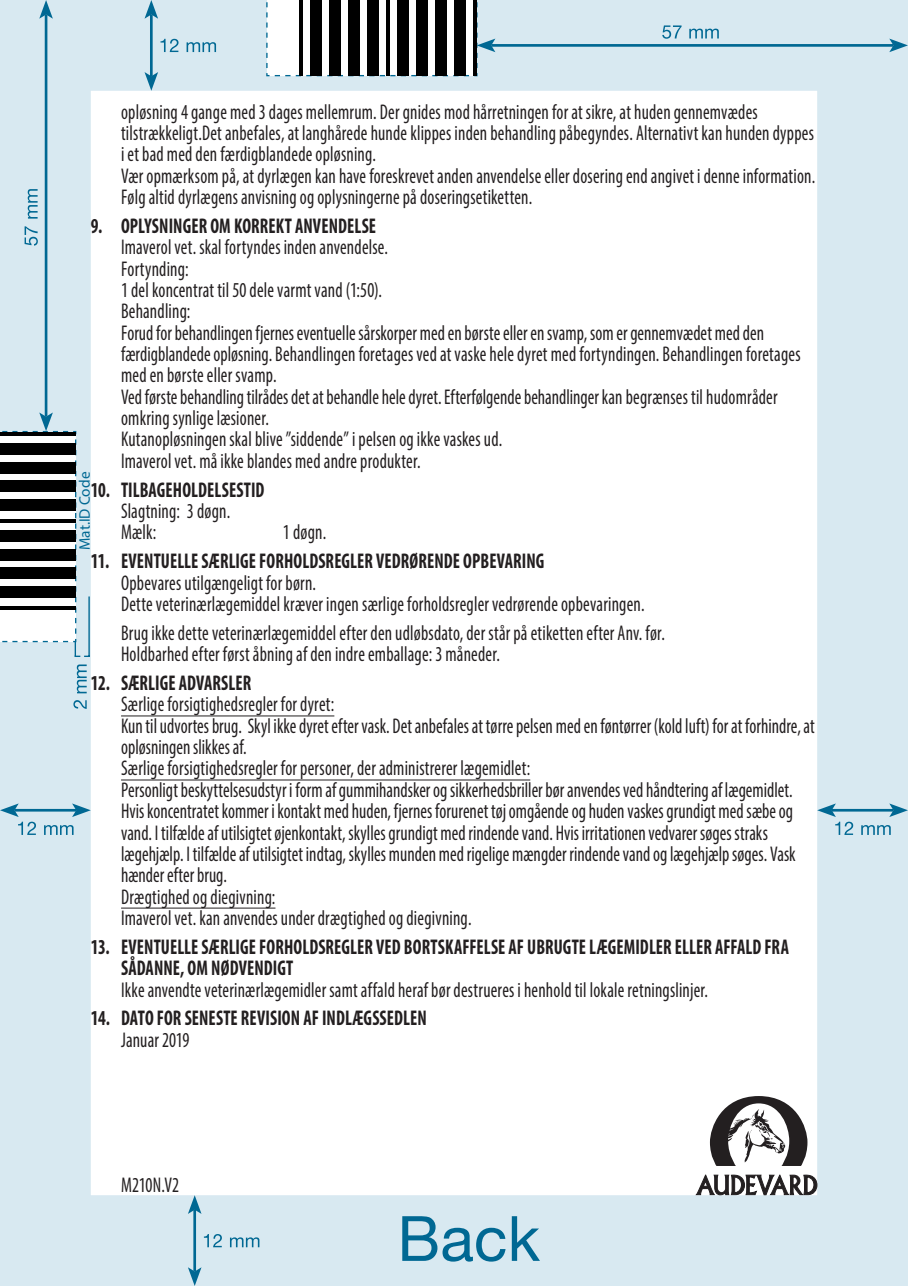 12 mm
57 mm
opløsning 4 gange med 3 dages mellemrum. Der gnides mod hårretningen for at sikre, at huden gennemvædes
tilstrækkeligt.Det anbefales, at langhårede hunde klippes inden behandling påbegyndes. Alternativt kan hunden dyppes
i et bad med den færdigblandede opløsning.
Vær opmærksom på, at dyrlægen kan have foreskrevet anden anvendelse eller dosering end angivet i denne information.
Følg altid dyrlægens anvisning og oplysningerne på doseringsetiketten.
57 mm
9. OPLYSNINGER OM KORREKT ANVENDELSE
Imaverol vet. skal fortyndes inden anvendelse.
Fortynding:
1 del koncentrat til 50 dele varmt vand (1:50).
Behandling:
Forud for behandlingen fjernes eventuelle sårskorper med en børste eller en svamp, som er gennemvædet med den
færdigblandede opløsning. Behandlingen foretages ved at vaske hele dyret med fortyndingen. Behandlingen foretages
med en børste eller svamp.
Ved første behandling tilrådes det at behandle hele dyret. Efterfølgende behandlinger kan begrænses til hudområder
omkring synlige læsioner.
Kutanopløsningen skal blive ”siddende” i pelsen og ikke vaskes ud.
Imaverol vet. må ikke blandes med andre produkter.
Mat.ID Code
10. TILBAGEHOLDELSESTID
Slagtning: 3 døgn.
Mælk: 1 døgn.
11. EVENTUELLE SÆRLIGE FORHOLDSREGLER VEDRØRENDE OPBEVARING
Opbevares utilgængeligt for børn.
Dette veterinærlægemiddel kræver ingen særlige forholdsregler vedrørende opbevaringen.
Brug ikke dette veterinærlægemiddel efter den udløbsdato, der står på etiketten efter Anv. før.
Holdbarhed efter først åbning af den indre emballage: 3 måneder.
2 mm
12. SÆRLIGE ADVARSLER
Særlige forsigtighedsregler for dyret:
Kun til udvortes brug. Skyl ikke dyret efter vask. Det anbefales at tørre pelsen med en føntørrer (kold luft) for at forhindre, at
opløsningen slikkes af.
Særlige forsigtighedsregler for personer, der administrerer lægemidlet:
Personligt beskyttelsesudstyr i form af gummihandsker og sikkerhedsbriller bør anvendes ved håndtering af lægemidlet.
Hvis koncentratet kommer i kontakt med huden, fjernes forurenet tøj omgående og huden vaskes grundigt med sæbe og
vand. I tilfælde af utilsigtet øjenkontakt, skylles grundigt med rindende vand. Hvis irritationen vedvarer søges straks
lægehjælp. I tilfælde af utilsigtet indtag, skylles munden med rigelige mængder rindende vand og lægehjælp søges. Vask
hænder efter brug.
12 mm
12 mm
Drægtighed og diegivning:
Imaverol vet. kan anvendes under drægtighed og diegivning.
13. EVENTUELLE SÆRLIGE FORHOLDSREGLER VED BORTSKAFFELSE AF UBRUGTE LÆGEMIDLER ELLER AFFALD FRA
SÅDANNE, OM NØDVENDIGT
Ikke anvendte veterinærlægemidler samt affald heraf bør destrueres i henhold til lokale retningslinjer.
14. DATO FOR SENESTE REVISION AF INDLÆGSSEDLEN
Januar 2019
M210N.V2
AUDEVARD
12 mm
Back